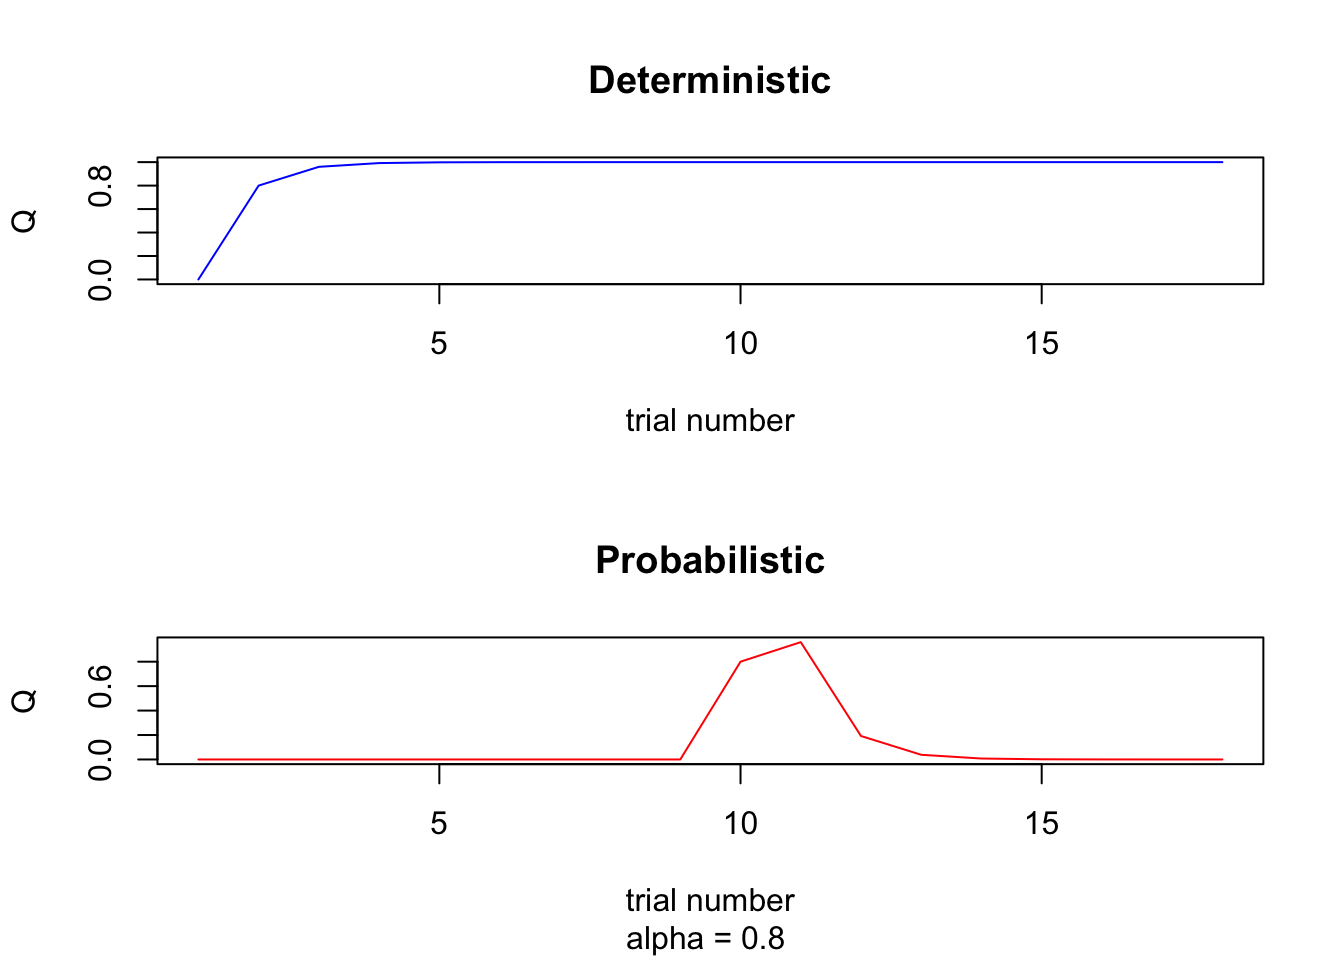 Deterministic
Q
0.8
0.0
5 10 15
trial number
Probabilistic
Q
0.6
0.0
5 10 15
trial number
alpha = 0.8